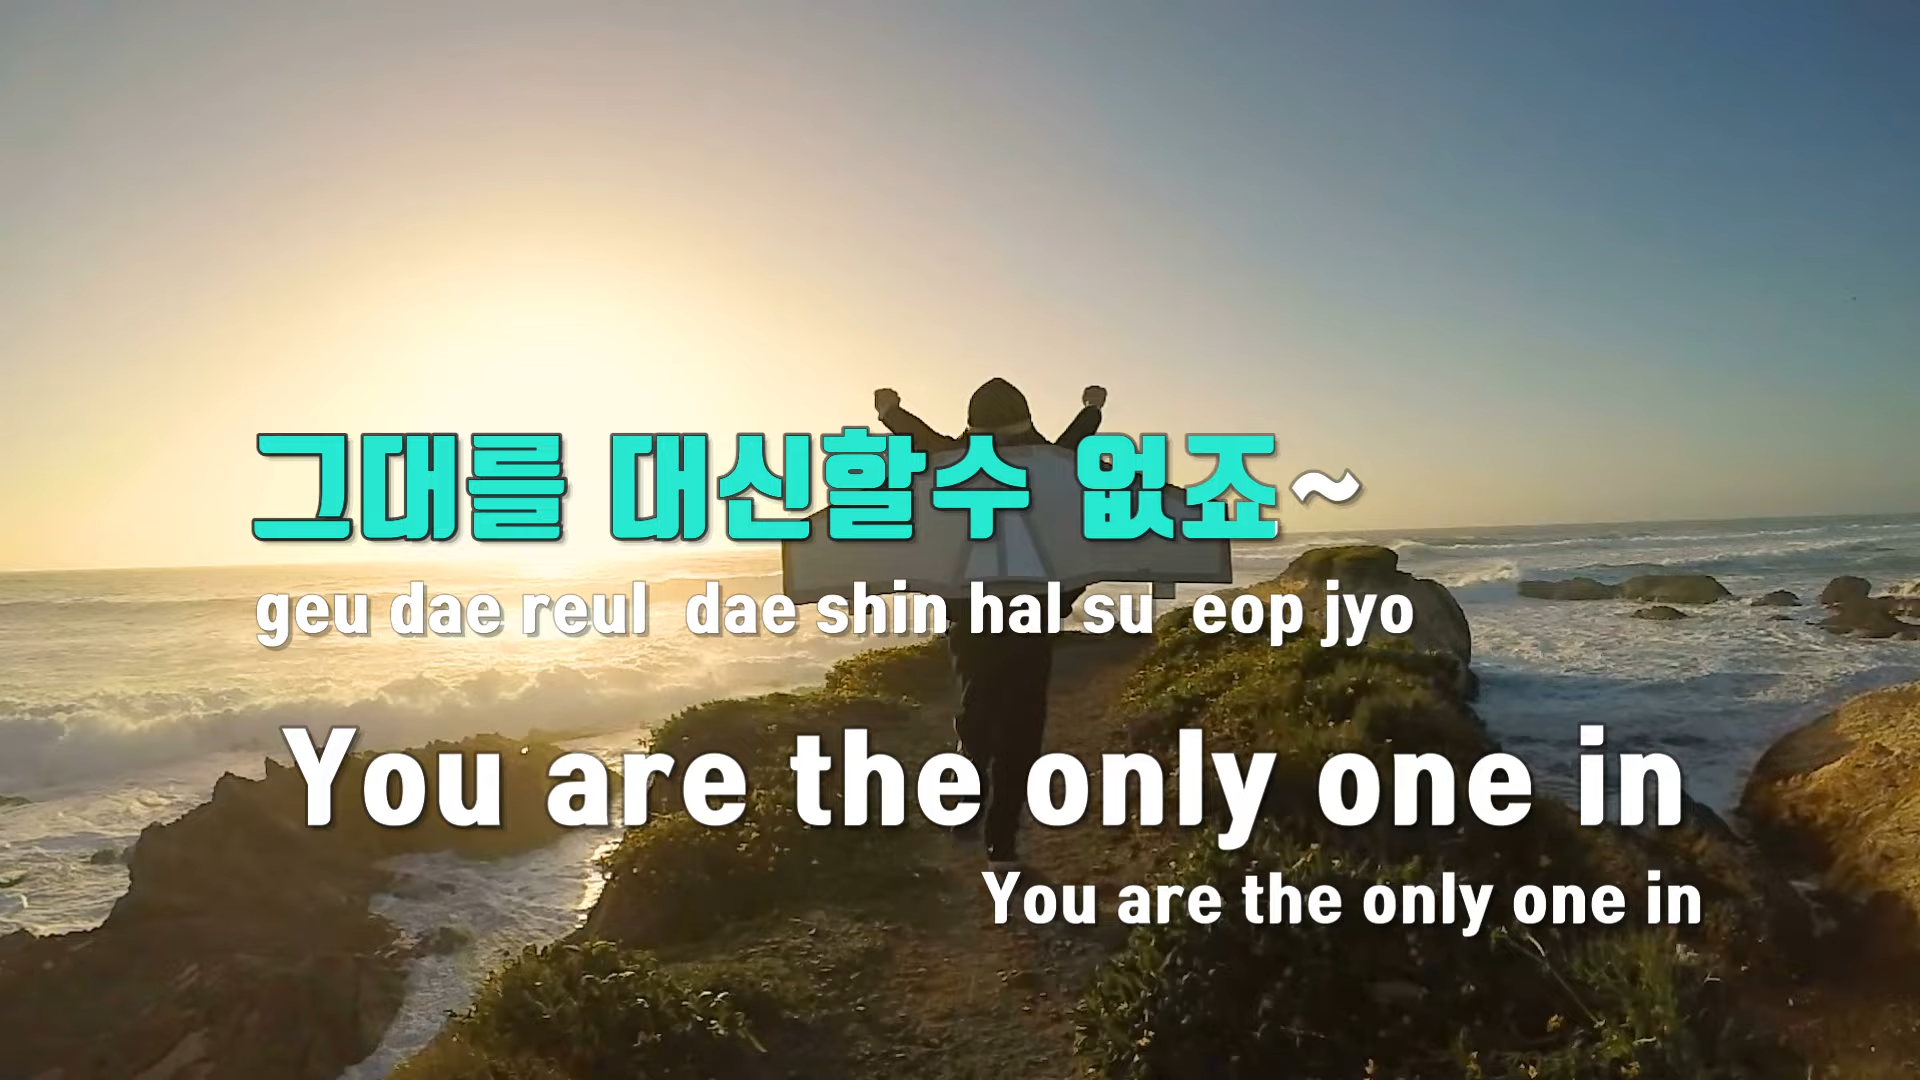 그대를 대신할수 없죠~
geu dae reul dae shin hal su eop jyo
You are the only one in
You are the only one in